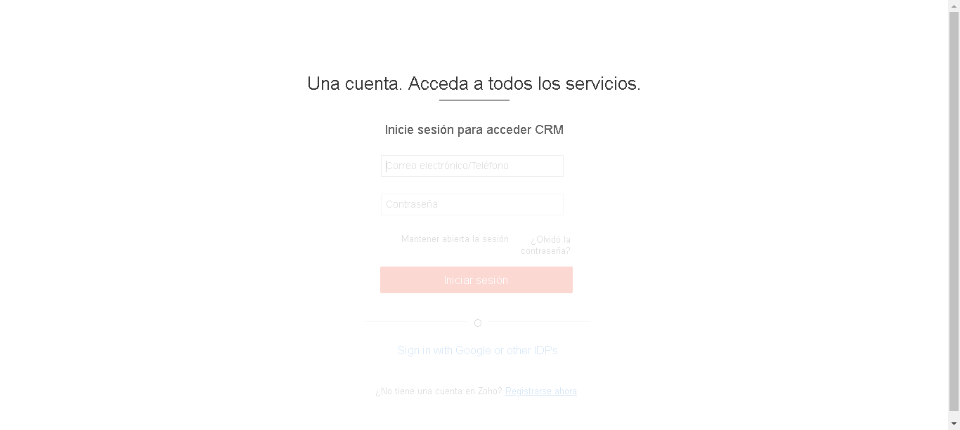 Una cuenta. Acceda a todos los servicios.
Inicie sesión para acceder CRM
Correo electrónico/Teléfono
Contraseña
Mantener abierta la sesión
¿Olvidó la
contraseña?
Iniciar sesión
O
Sign in with Google or other IDPs
¿No tiene una cuenta en Zoho? Registrarse ahora